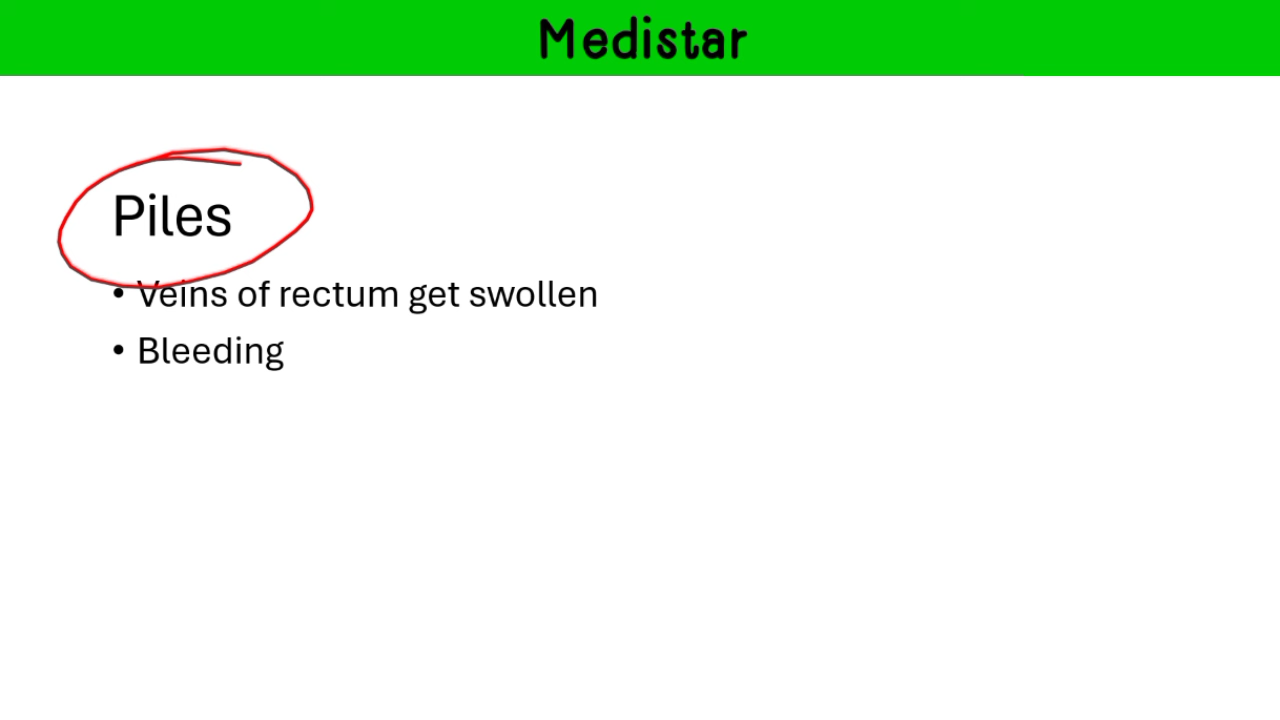 Medistar
Piles
• Veins of rectum get swollen
• Bleeding